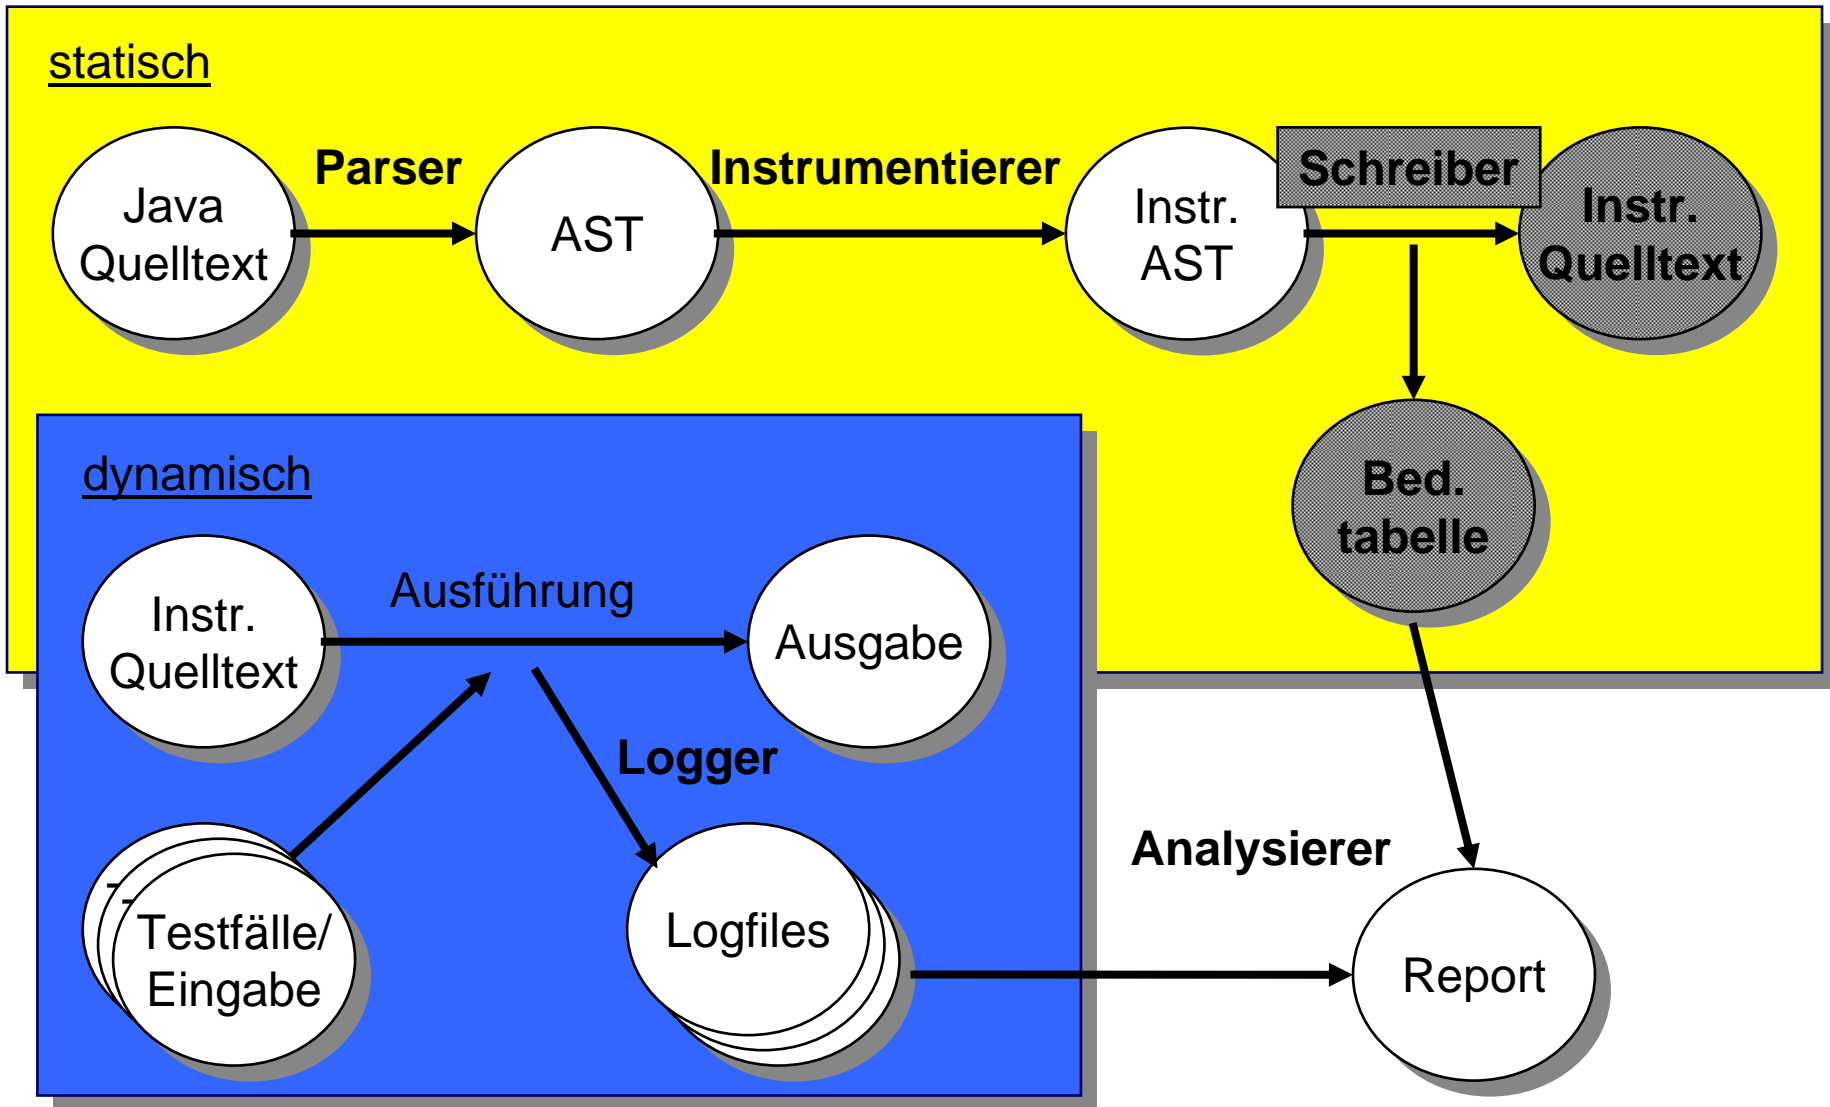 statisch
Parser
Instrumentierer
Schreiber
Java
Quelltext
AST
Instr.
AST
Instr.
Quelltext
Bed.
tabelle
dynamisch
Ausführung
Instr.
Quelltext
Ausgabe
Logger
Testfälle/
Eingabe
Logfiles
Analysierer
Report